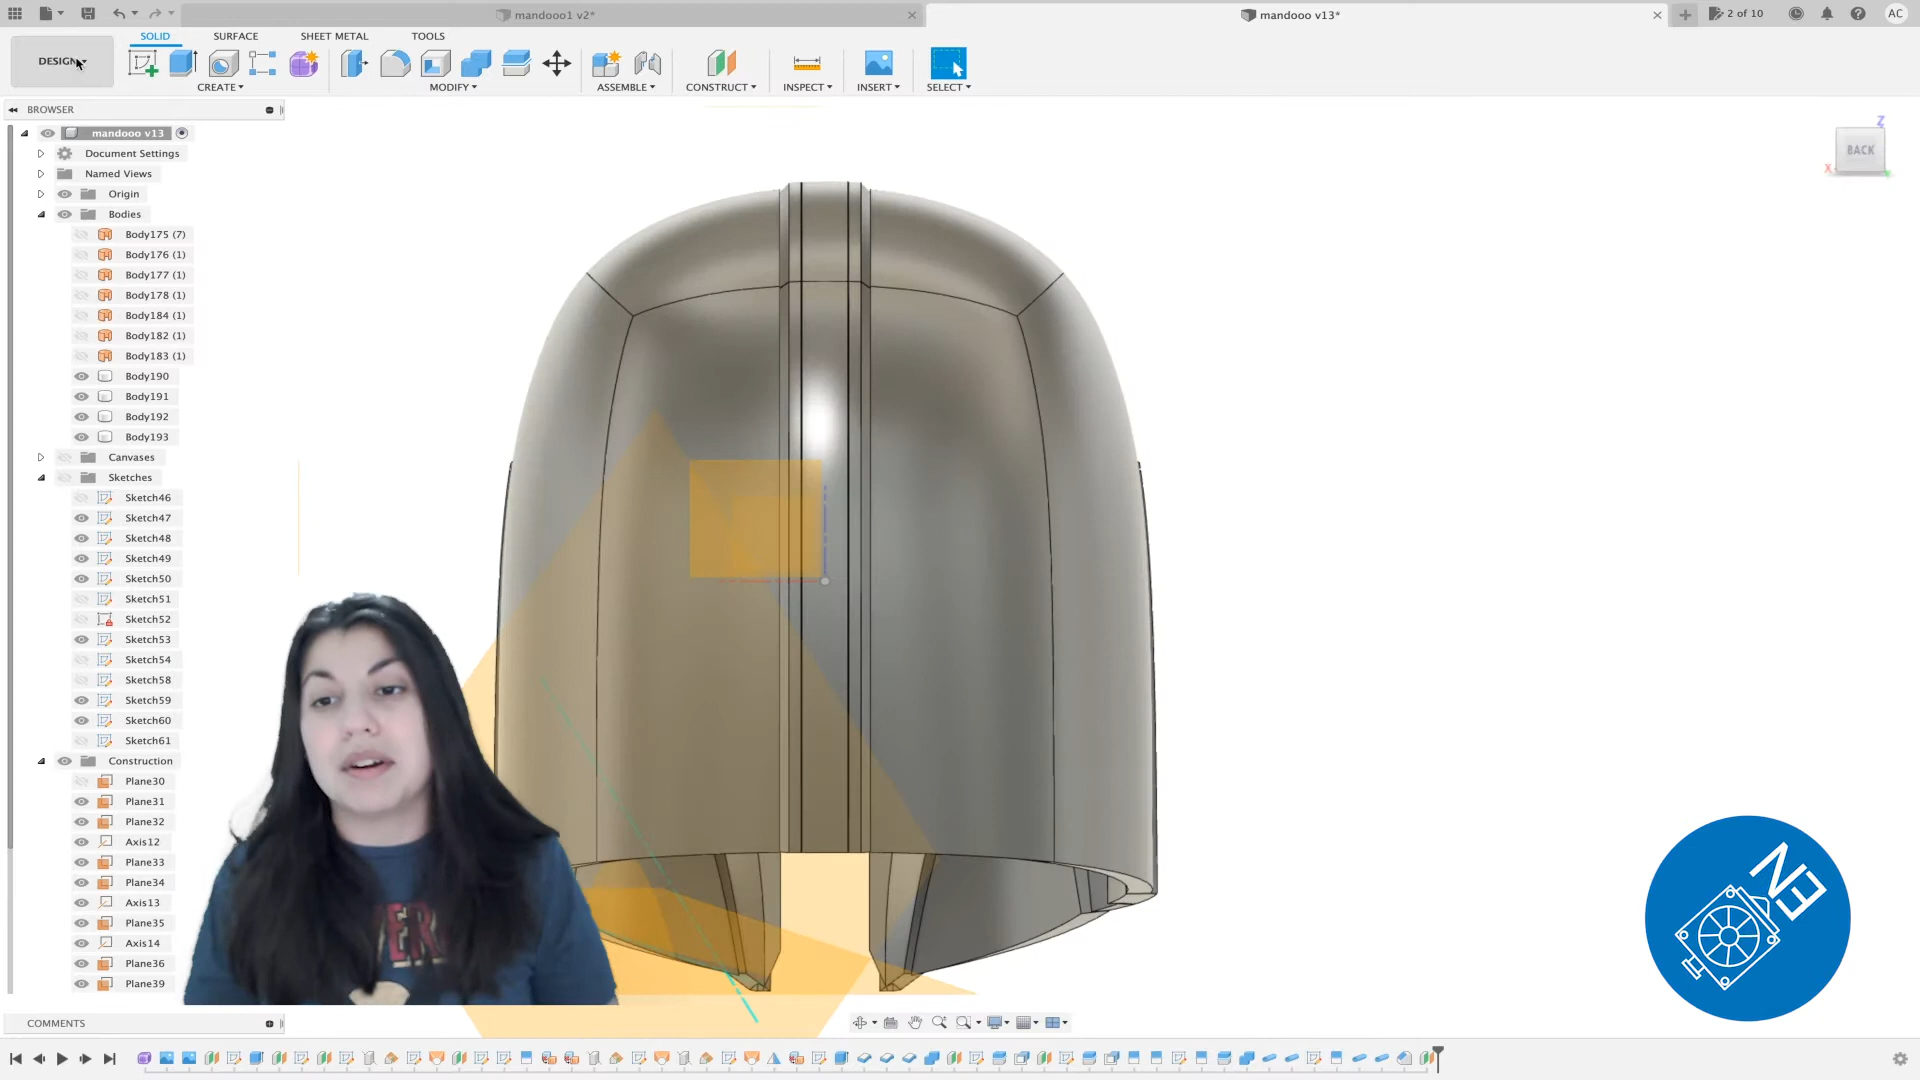 mandooo1 v2*
mandooo v13*
2 of 10
AC
DESIGN
SOLID
SURFACE
SHEET METAL
TOOLS
CREATE
MODIFY
ASSEMBLE
CONSTRUCT
INSPECT
INSERT
SELECT
BROWSER
mandooo v13
Document Settings
Named Views
Origin
Bodies
Body175 (7)
Body176 (1)
Body177 (1)
Body178 (1)
Body184 (1)
Body182 (1)
Body183 (1)
Body190
Body191
Body192
Body193
Canvases
Sketches
Sketch46
Sketch47
Sketch48
Sketch49
Sketch50
Sketch51
Sketch52
Sketch53
Sketch54
Sketch58
Sketch59
Sketch60
Sketch61
Construction
Plane30
Plane31
Plane32
Axis12
Plane33
Plane34
Axis13
Plane35
Axis14
Plane36
Plane39
Z
BACK
X
COMMENTS